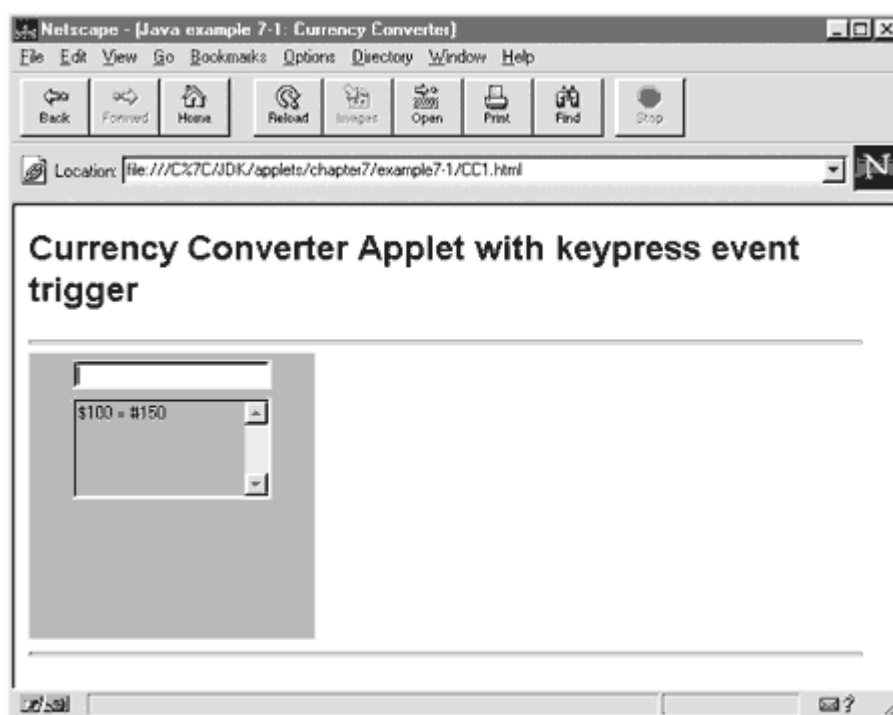 Netscape - [Java example 7-1: Currency Converter]
File Edit View Go Bookmarks Options Directory Window Help
Back Forward Home Reload Images Open Print Find Stop
Location: file:///C%7C/JDK/applets/chapter7/example7-1/CC1.html
N
Currency Converter Applet with keypress event
trigger
$100 = #150
?